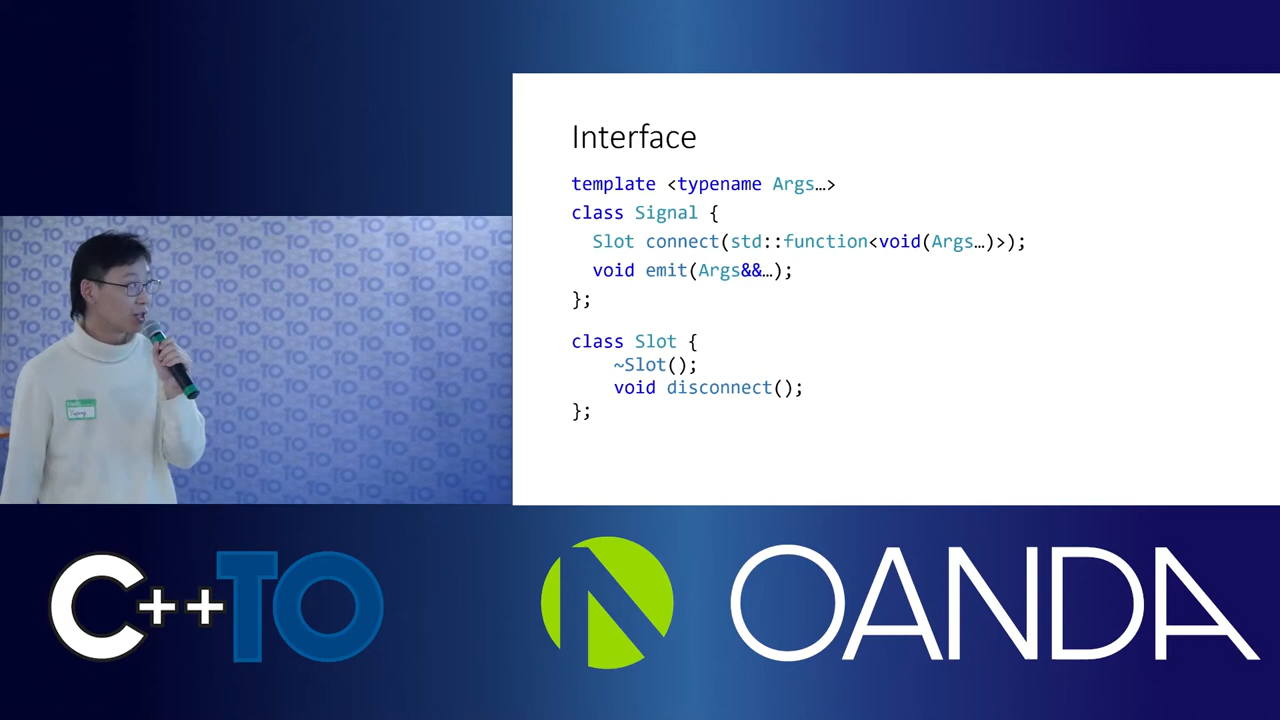 Interface
template <typename Args…>
class Signal {
Slot connect(std::function<void(Args…)>);
void emit(Args&&…);
};
class Slot {
~Slot();
void disconnect();
};
C++TO
OANDA